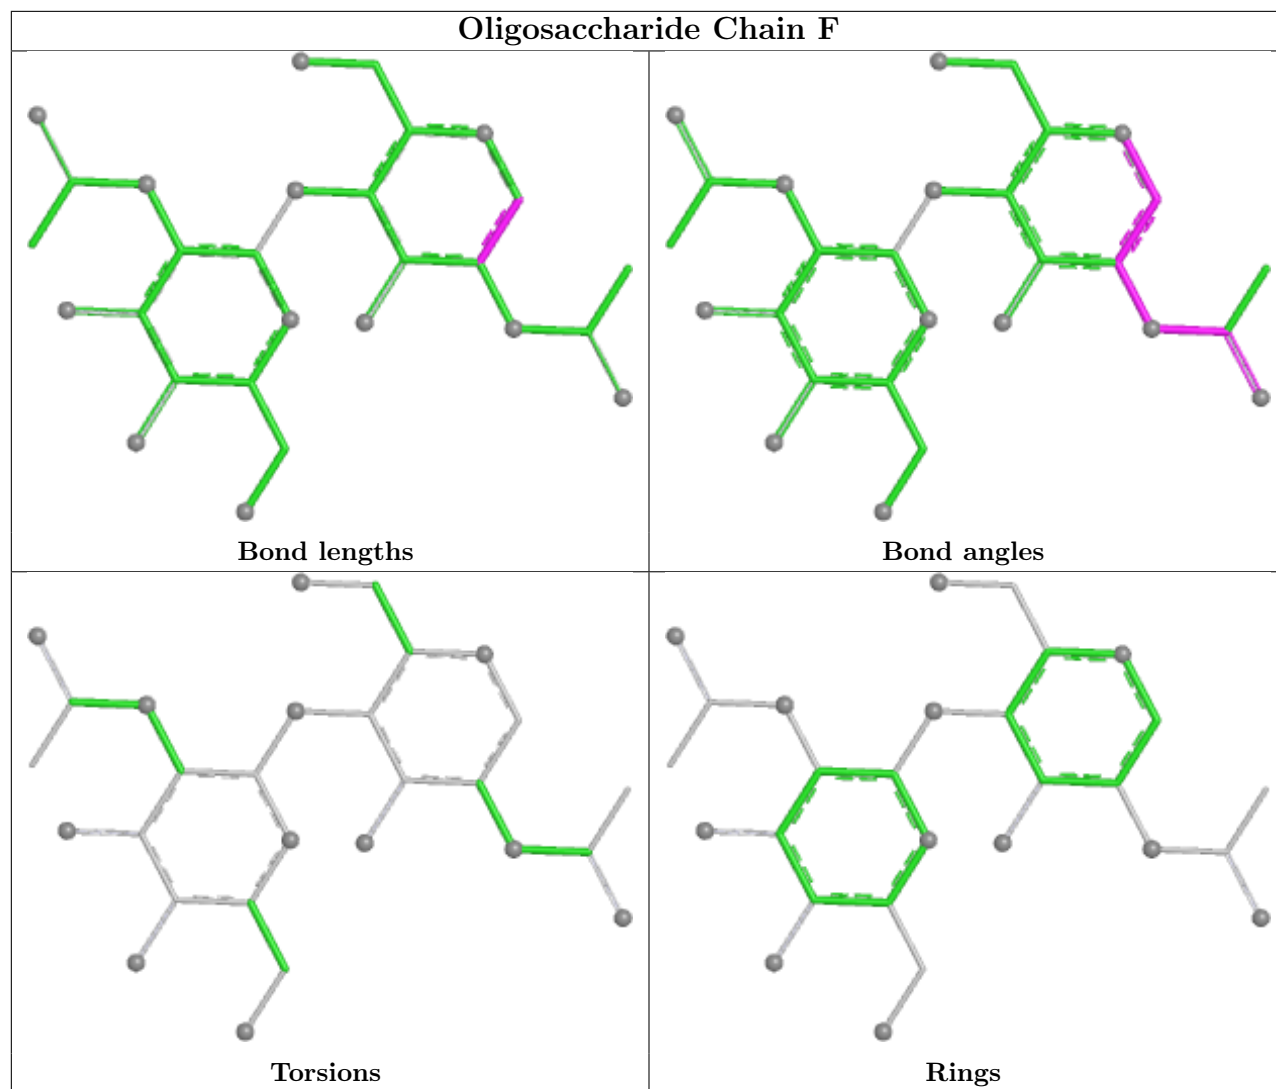 Oligosaccharide Chain F
Bond lengths
Bond angles
Torsions
Rings